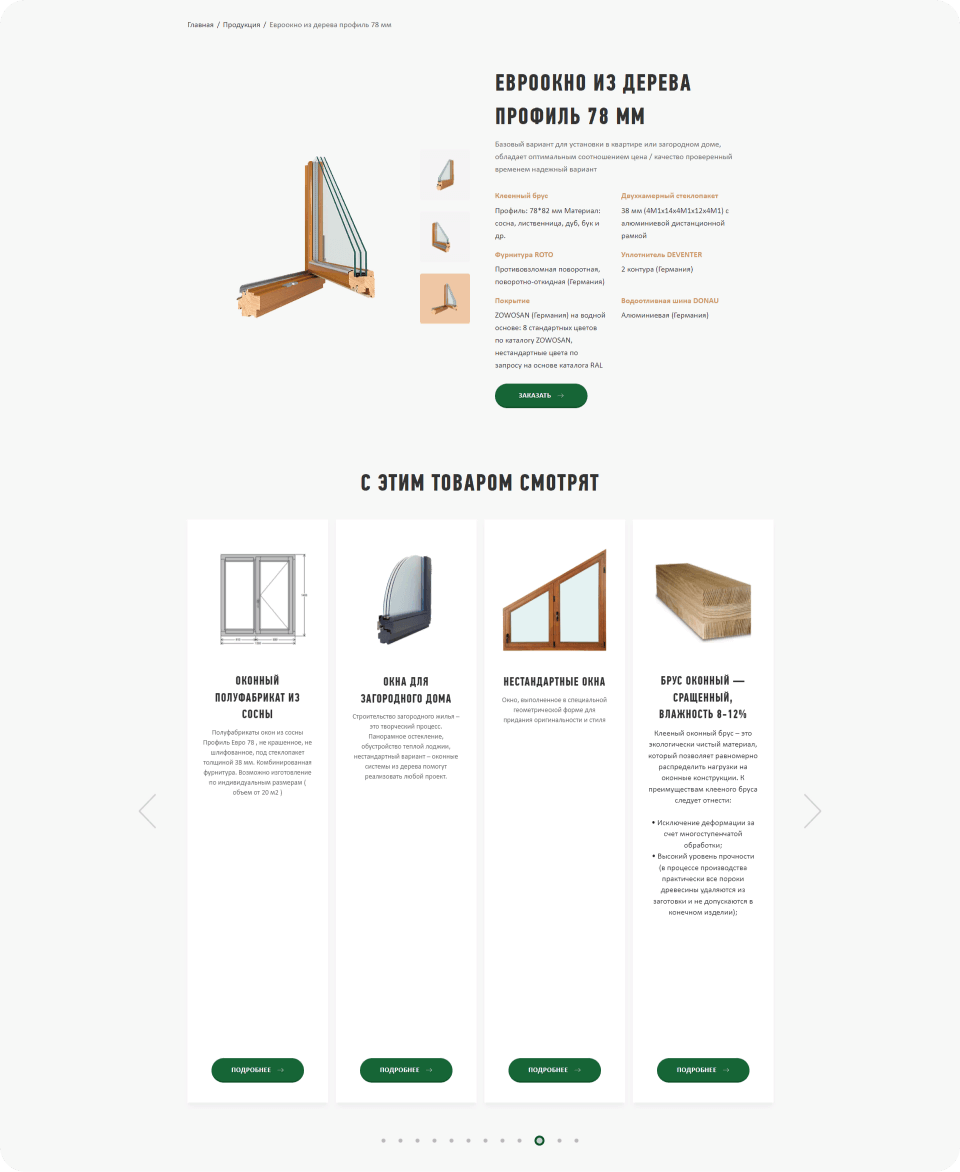 Главная / Продукция / Евроокно из дерева профиль 78 мм
ЕВРООКНО ИЗ ДЕРЕВА
ПРОФИЛЬ 78 ММ
Базовый вариант для установки в квартире или загородном доме,
обладает оптимальным соотношением цена / качество проверенный
временем надежный вариант
Клеенный брус
Профиль: 78*82 мм Материал:
сосна, лиственница, дуб, бук и
др.
Двухкамерный стеклопакет
38 мм (4М1х14х4М1х12х4М1) с
алюминиевой дистанционной
рамкой
Фурнитура ROTO
Противовзломная поворотная,
поворотно-откидная (Германия)
Уплотнитель DEVENTER
2 контура (Германия)
Покрытие
ZOWOSAN (Германия) на водной
основе: 8 стандартных цветов
по каталогу ZOWOSAN,
нестандартные цвета по
запросу на основе каталога RAL
Водоотливная шина DONAU
Алюминиевая (Германия)
ЗАКАЗАТЬ
С ЭТИМ ТОВАРОМ СМОТРЯТ
ОКОННЫЙ
ПОЛУФАБРИКАТ ИЗ
СОСНЫ
Полуфабрикаты окон из сосны
Профиль Евро 78 , не крашенное, не
шлифованное, под стеклопакет
толщиной 38 мм. Комбинированная
фурнитура. Возможно изготовление
по индивидуальным размерам (
объем от 20 м2 )
ПОДРОБНЕЕ
ОКНА ДЛЯ
ЗАГОРОДНОГО ДОМА
Строительство загородного жилья –
это творческий процесс.
Панорамное остекление,
обустройство теплой лоджии,
нестандартный вариант – оконные
системы из дерева помогут
реализовать любой проект.
ПОДРОБНЕЕ
НЕСТАНДАРТНЫЕ ОКНА
Окно, выполненное в специальной
геометрической форме для
придания оригинальности и стиля
ПОДРОБНЕЕ
БРУС ОКОННЫЙ —
СРАЩЕННЫЙ,
ВЛАЖНОСТЬ 8-12%
Клееный оконный брус – это
экологически чистый материал,
который позволяет равномерно
распределить нагрузки на
оконные конструкции. К
преимуществам клееного бруса
следует отнести:
• Исключение деформации за
счет многоступенчатой
обработки;
• Высокий уровень прочности
(в процессе производства
практически все пороки
древесины удаляются из
заготовки и не допускаются в
конечном изделии);
ПОДРОБНЕЕ